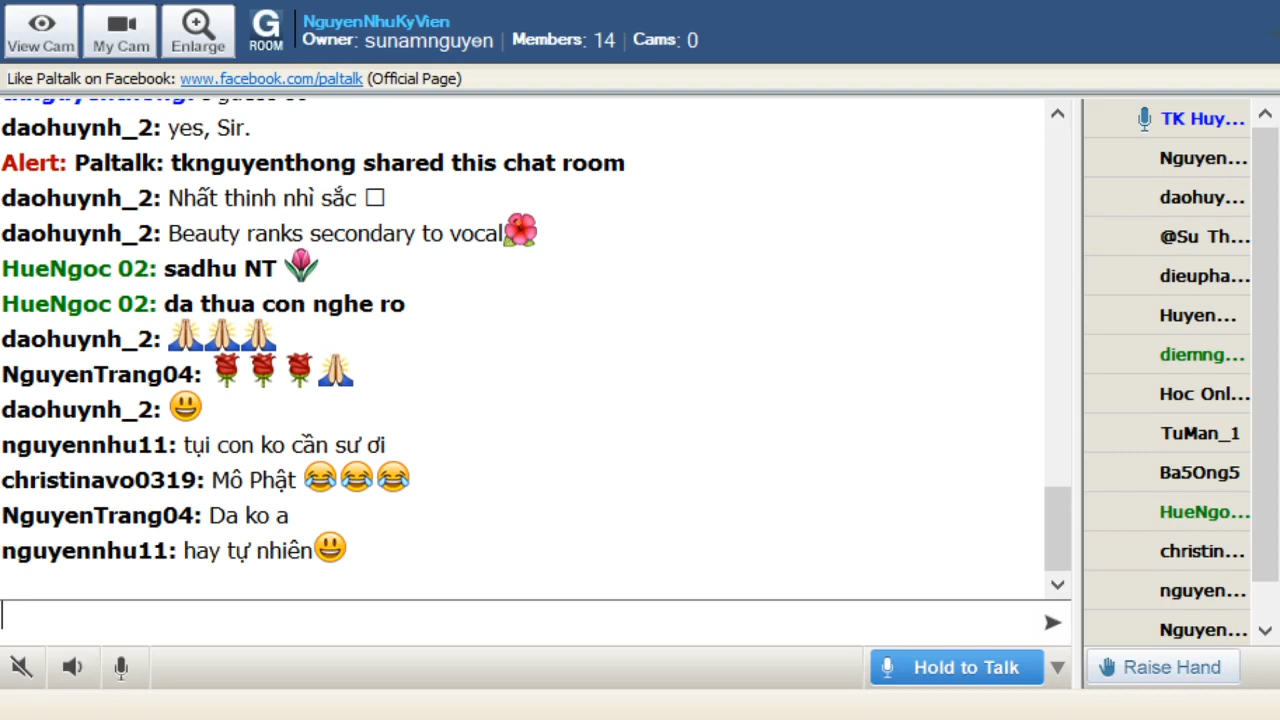 View Cam
My Cam
Enlarge
G ROOM
NguyenNhuKyVien
Owner: sunamnguyen | Members: 14 | Cams: 0
Like Paltalk on Facebook: www.facebook.com/paltalk (Official Page)
daohuynh_2: yes, Sir.
Alert: Paltalk: tknguyenthong shared this chat room
daohuynh_2: Nhất thinh nhì sắc □
daohuynh_2: Beauty ranks secondary to vocal🌺
HueNgoc 02: sadhu NT 🌷
HueNgoc 02: da thua con nghe ro
daohuynh_2: 🙏🙏🙏
NguyenTrang04: 🌹🌹🌹🙏
daohuynh_2: 😃
nguyennhu11: tụi con ko cần sư ơi
christinavo0319: Mô Phật 😂😂😂
NguyenTrang04: Da ko a
nguyennhu11: hay tự nhiên😃
Hold to Talk
TK Huy...
Nguyen...
daohuy...
@Su Th...
dieupha...
Huyen...
diemng...
Hoc Onl...
TuMan_1
Ba5Ong5
HueNgo...
christin...
nguyen...
Nguyen...
Raise Hand